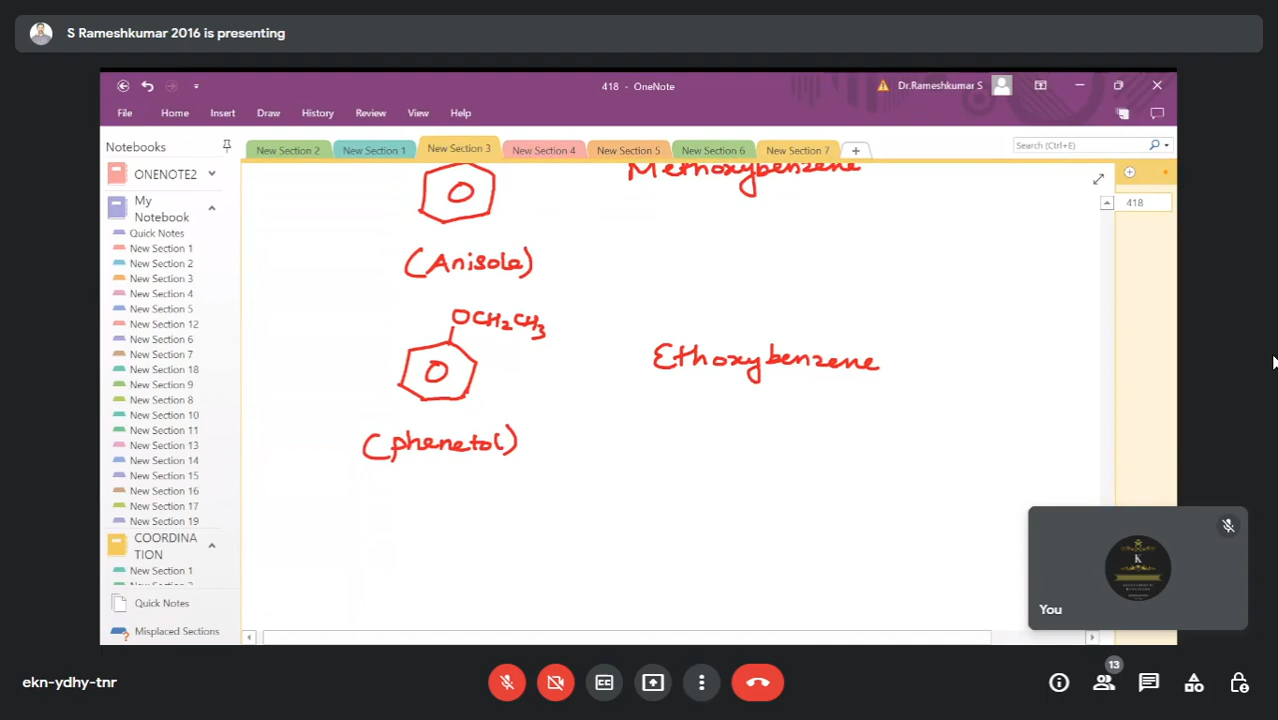 S Rameshkumar 2016 is presenting
418 - OneNote
Dr.Rameshkumar S
File Home Insert Draw History Review View Help
Notebooks
New Section 2 New Section 1 New Section 3 New Section 4 New Section 5 New Section 6 New Section 7 +
Search (Ctrl+E)
ONENOTE2
My
Notebook
Quick Notes
New Section 1
New Section 2
New Section 3
New Section 4
New Section 5
New Section 12
New Section 6
New Section 7
New Section 18
New Section 9
New Section 8
New Section 10
New Section 11
New Section 13
New Section 14
New Section 15
New Section 16
New Section 17
New Section 19
COORDINA
TION
New Section 1
Quick Notes
Misplaced Sections
Methoxybenzene
(Anisole)
OCH2CH3
Ethoxybenzene
(phenetol)
418
K
You
ekn-ydhy-tnr
CC
13